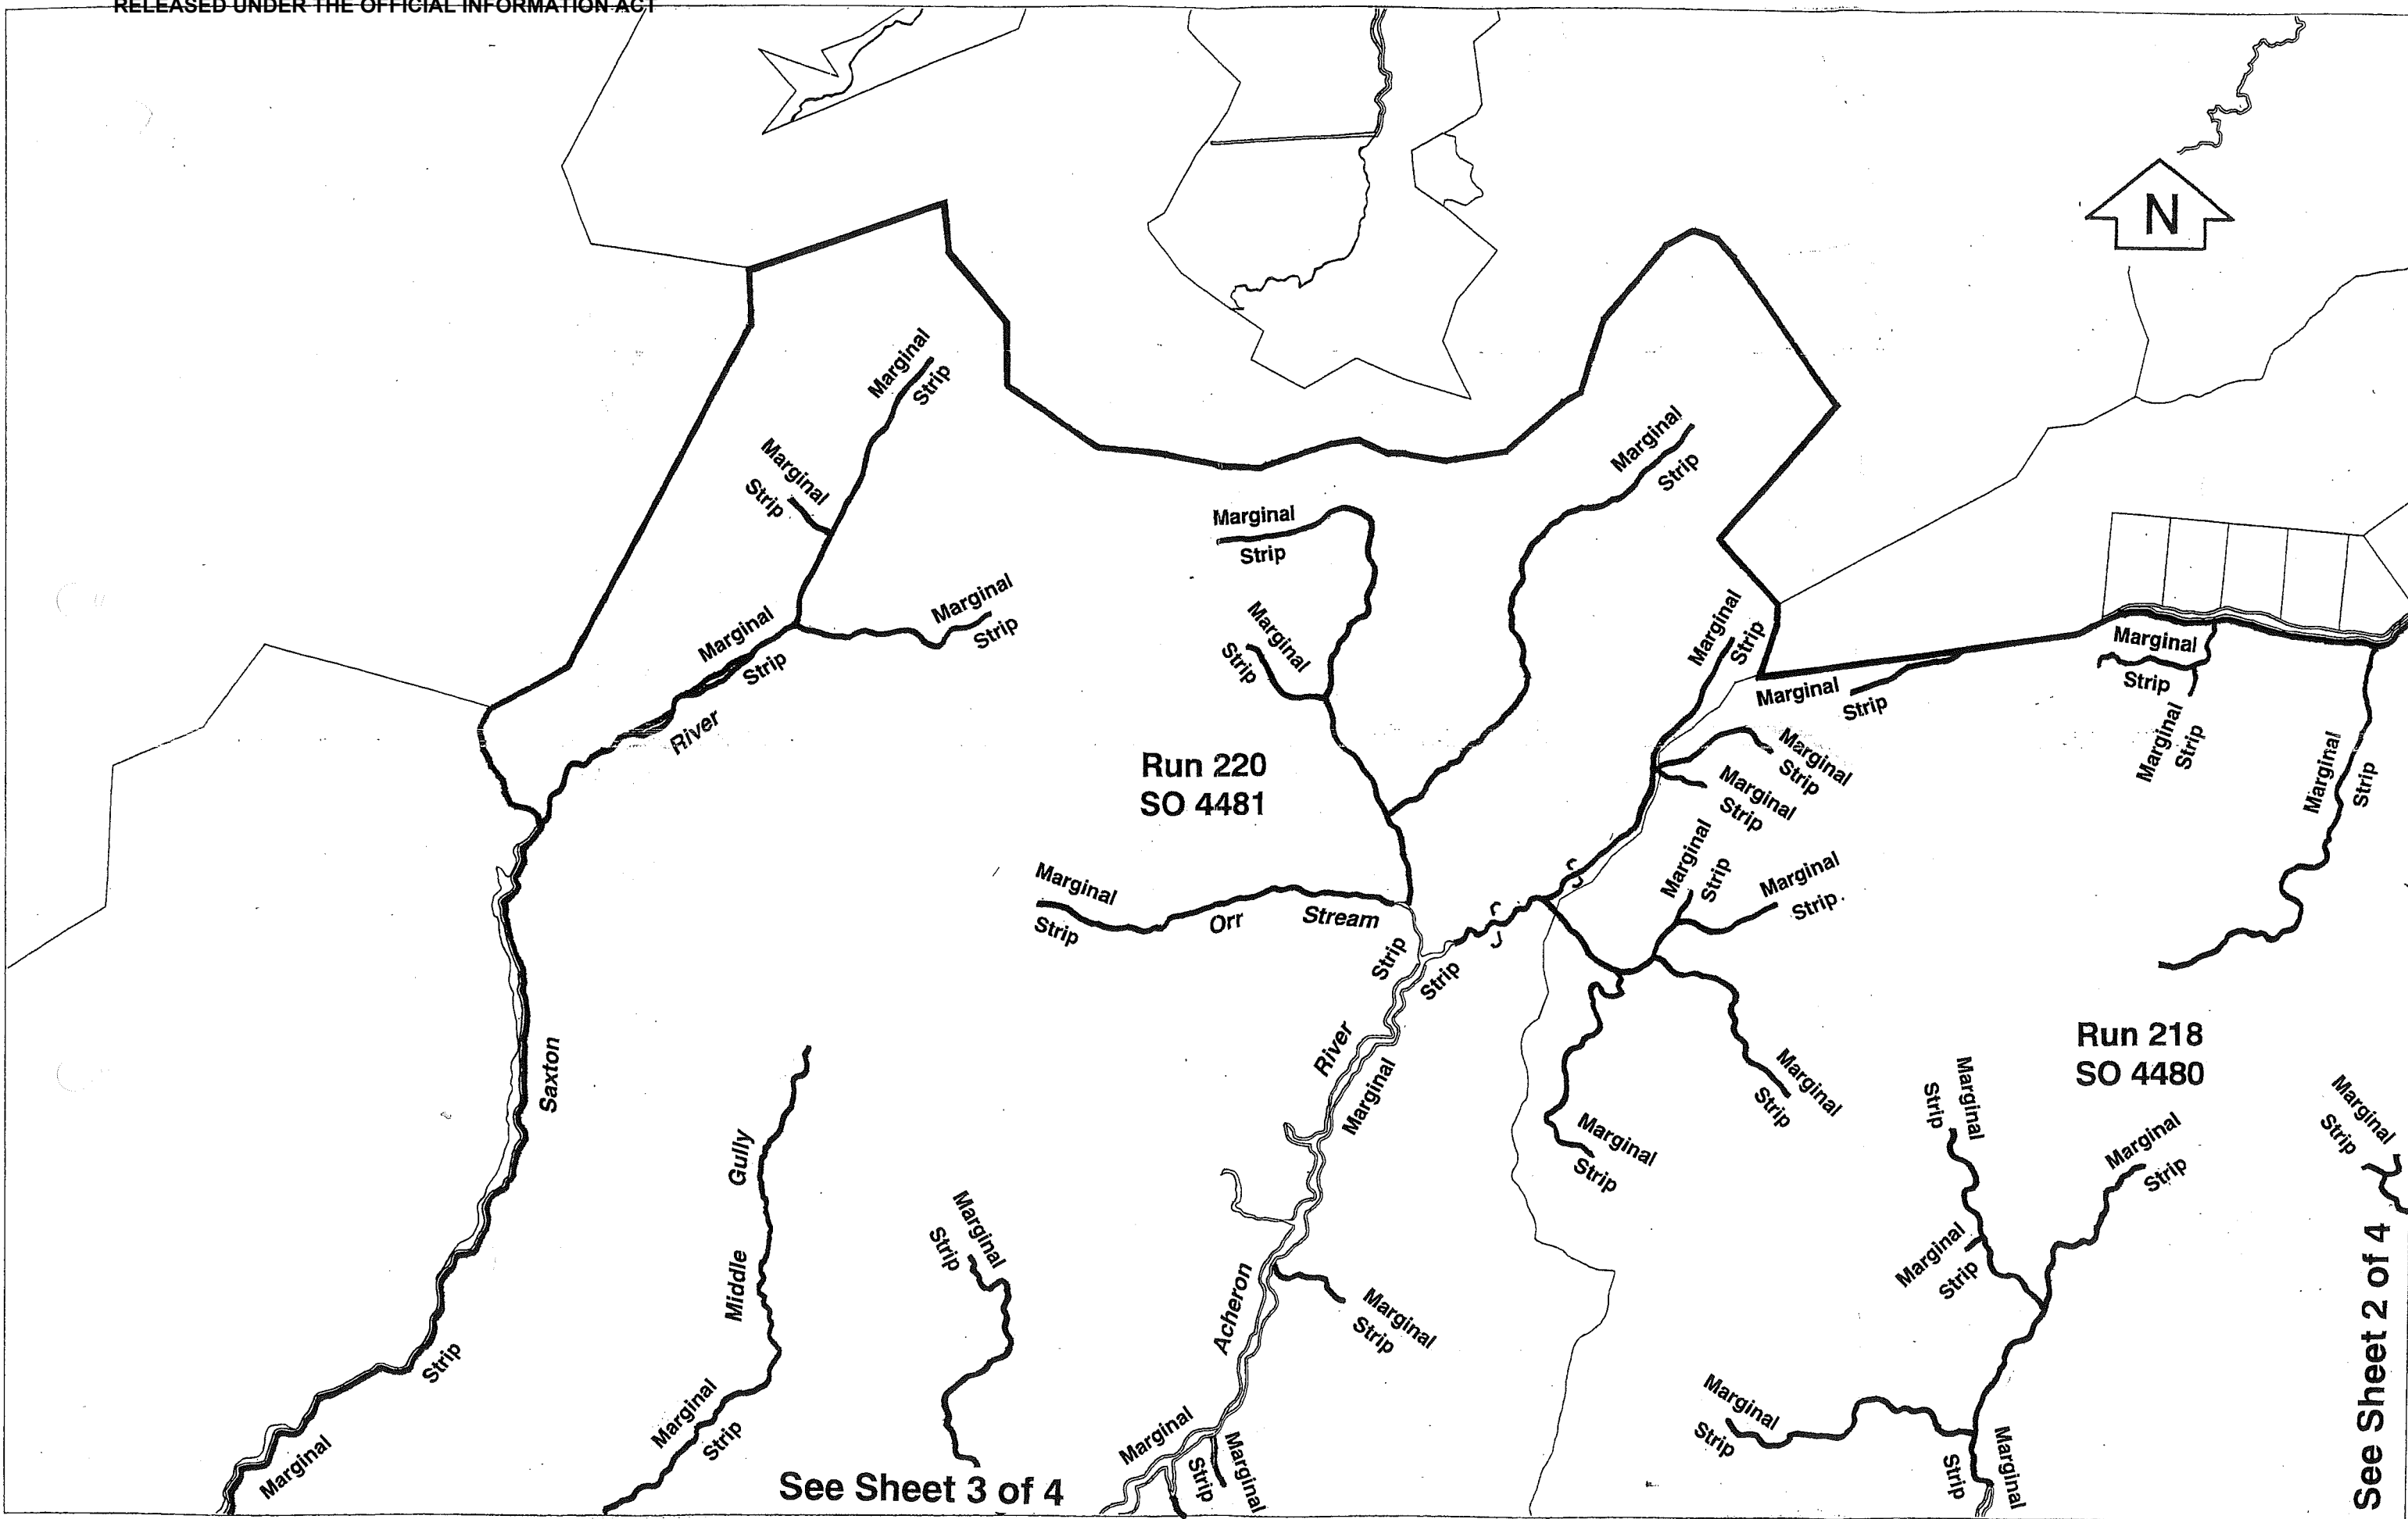 RELEASED UNDER THE OFFICIAL INFORMATION ACT
N
Marginal
Strip
Marginal
Strip
Marginal
Strip
Marginal
Strip
River
Marginal
Strip
Marginal
Strip
Marginal
Strip
Marginal
Strip
Marginal
Strip
Marginal
Strip
Marginal
Strip
Marginal
Strip
Marginal
Strip
Marginal
Strip
Marginal
Strip
Run 220
SO 4481
Marginal
Strip
Marginal
Strip.
Marginal
Strip
Orr Stream
Strip
Strip
River
Marginal
Saxton
Run 218
SO 4480
Marginal
Strip
Marginal
Strip
Marginal
Strip
Marginal
Strip
Marginal
Strip
Marginal
Strip
Middle Gully
Marginal
Strip
Acheron
Marginal
Strip
Strip
Marginal
Marginal
Strip
Marginal
Strip
Marginal
Strip
Marginal
Strip
Marginal
See Sheet 3 of 4
See Sheet 2 of 4